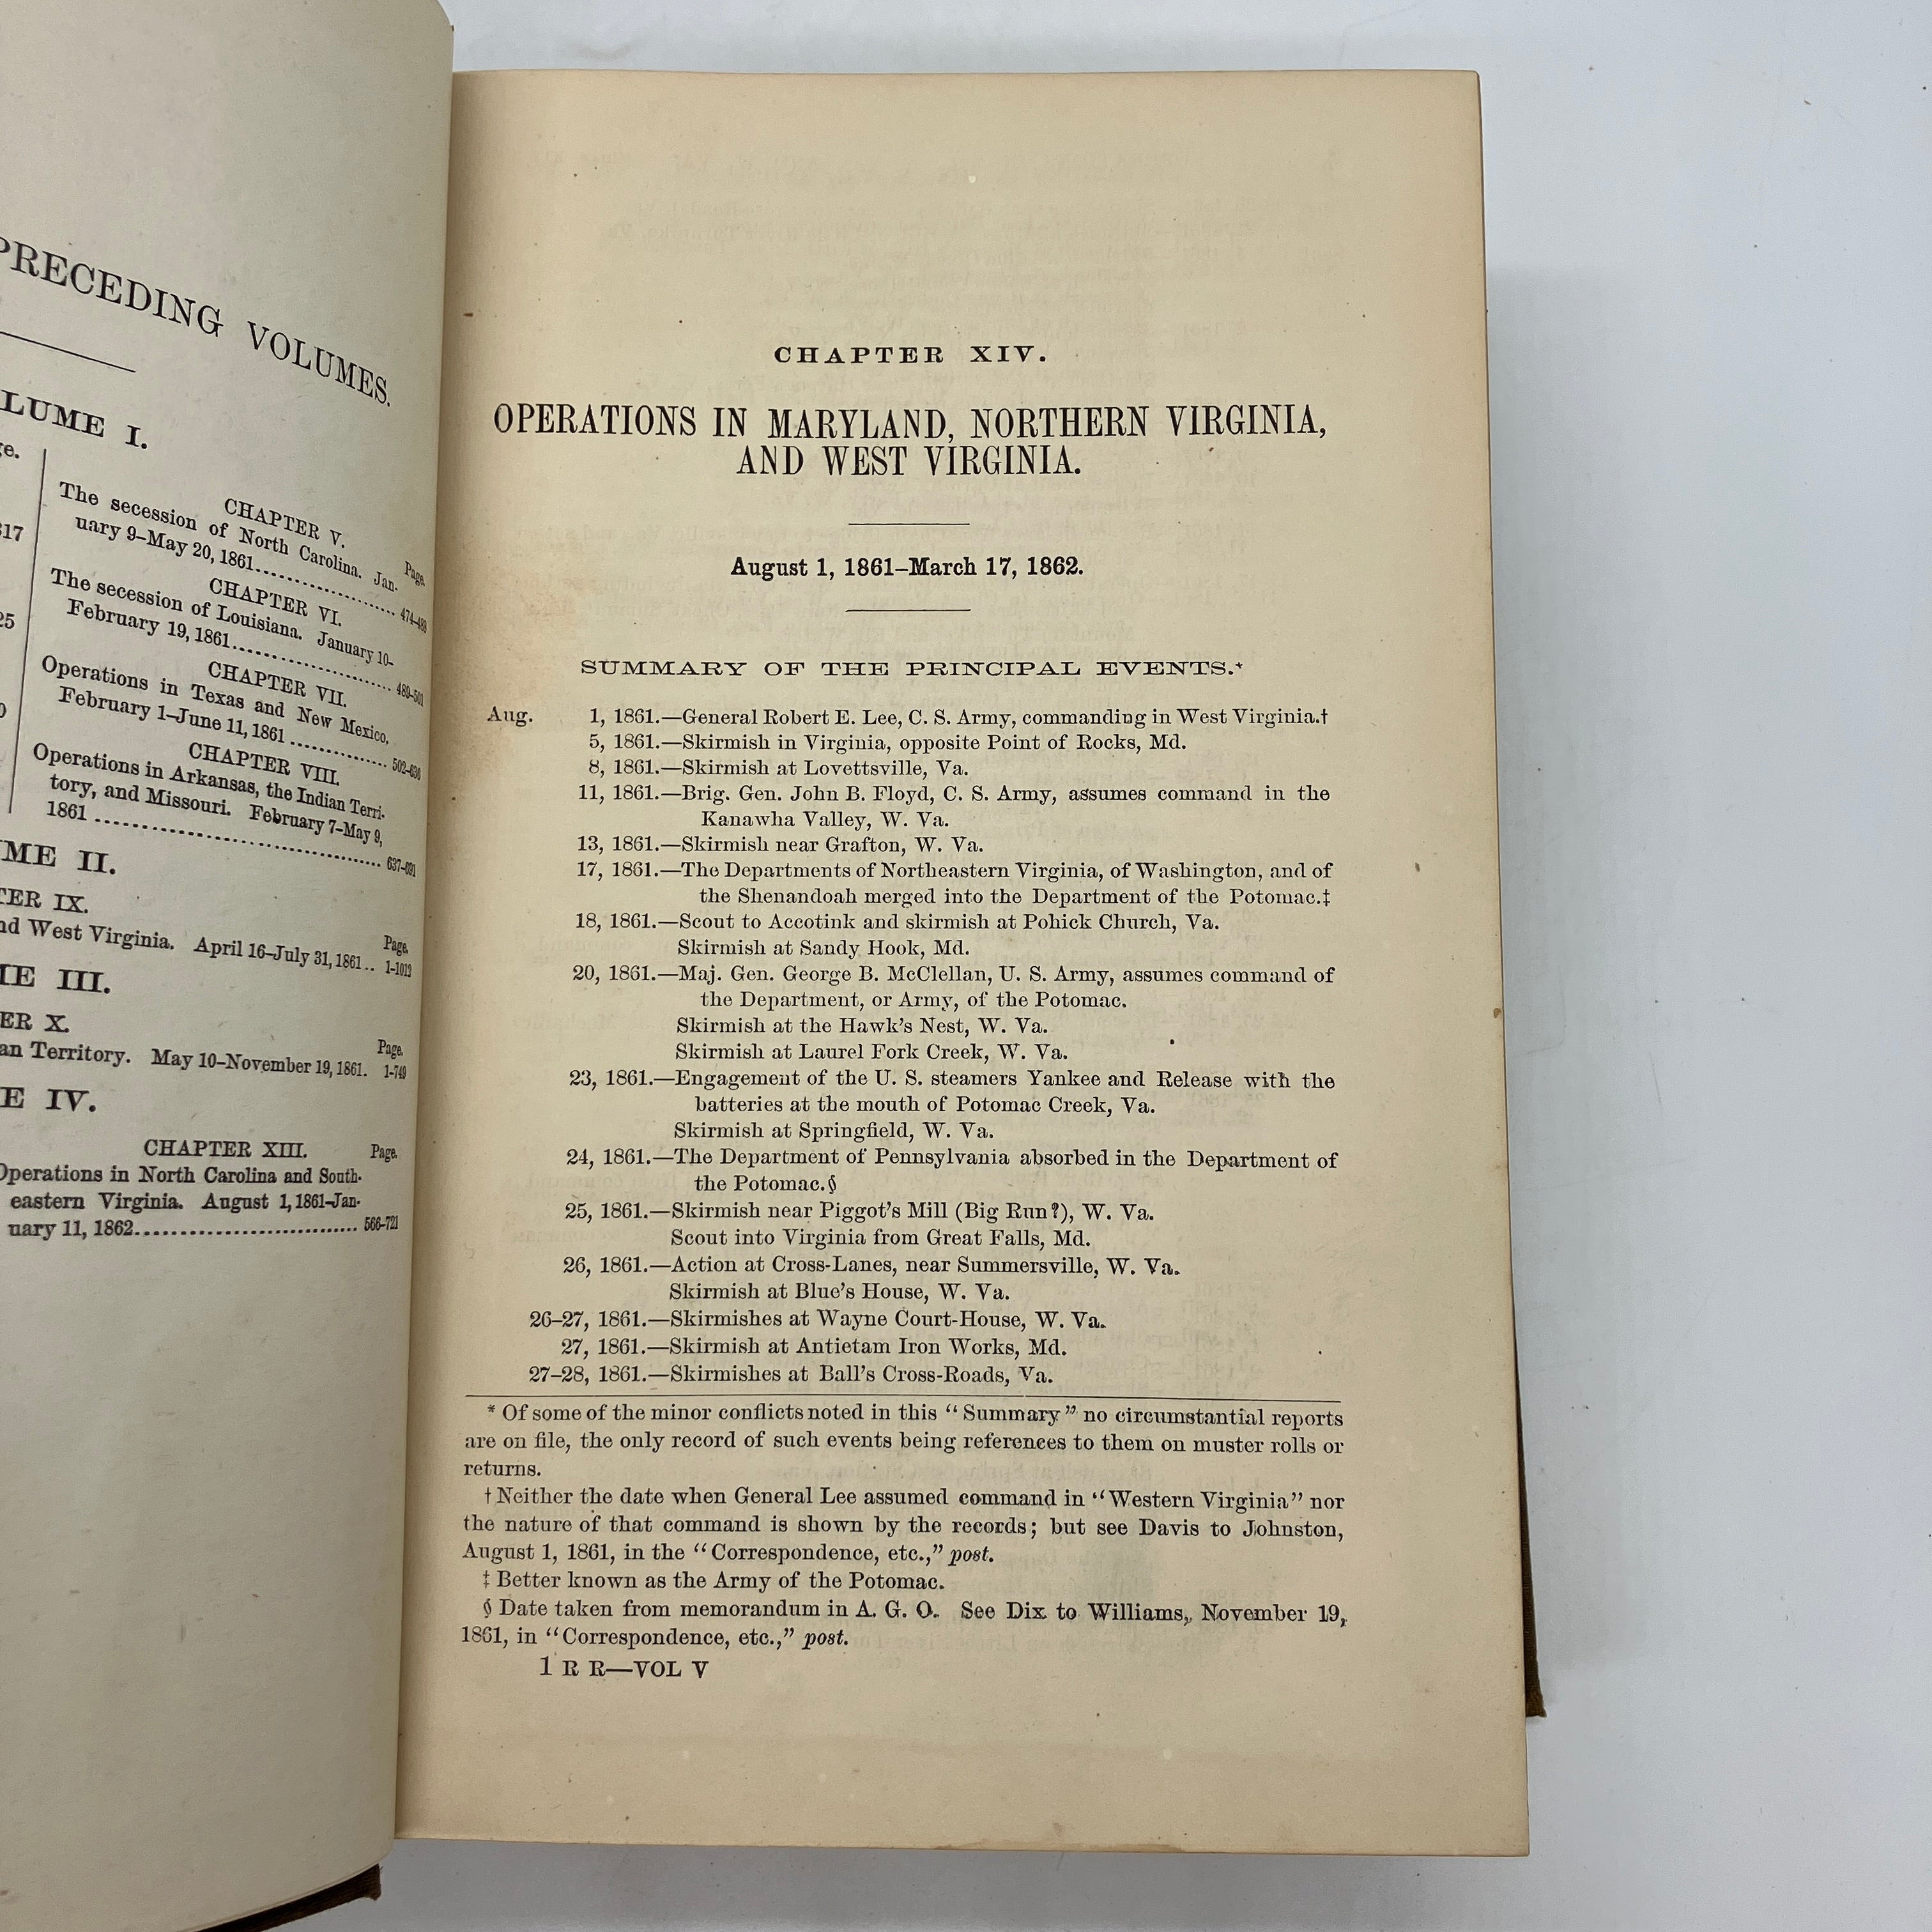 PRECEDING VOLUMES.
I.
CHAPTER V.
Page.
The secession of North Carolina. Jan-
uary 9–May 20, 1861
CHAPTER VI.
The secession of Louisiana. January 10–
February 19, 1861
CHAPTER VII.
Operations in Texas and New Mexico.
February 1–June 11, 1861
CHAPTER VIII.
Operations in Arkansas, the Indian Terri-
tory, and Missouri. February 7–May 9,
1861
II.
IX.
West Virginia. April 16–July 31, 1861..
Page.
III.
X.
Page.
Territory. May 10–November 19, 1861. 1–749
IV.
CHAPTER XIII.
Page.
Operations in North Carolina and South-
eastern Virginia. August 1, 1861–Jan-
uary 11, 1862 566–721
CHAPTER XIV.
OPERATIONS IN MARYLAND, NORTHERN VIRGINIA,
AND WEST VIRGINIA.
August 1, 1861–March 17, 1862.
SUMMARY OF THE PRINCIPAL EVENTS.*
Aug. 1, 1861.—General Robert E. Lee, C. S. Army, commanding in West Virginia.†
5, 1861.—Skirmish in Virginia, opposite Point of Rocks, Md.
8, 1861.—Skirmish at Lovettsville, Va.
11, 1861.—Brig. Gen. John B. Floyd, C. S. Army, assumes command in the
Kanawha Valley, W. Va.
13, 1861.—Skirmish near Grafton, W. Va.
17, 1861.—The Departments of Northeastern Virginia, of Washington, and of
the Shenandoah merged into the Department of the Potomac.‡
18, 1861.—Scout to Accotink and skirmish at Pohick Church, Va.
Skirmish at Sandy Hook, Md.
20, 1861.—Maj. Gen. George B. McClellan, U. S. Army, assumes command of
the Department, or Army, of the Potomac.
Skirmish at the Hawk's Nest, W. Va.
Skirmish at Laurel Fork Creek, W. Va.
23, 1861.—Engagement of the U. S. steamers Yankee and Release with the
batteries at the mouth of Potomac Creek, Va.
Skirmish at Springfield, W. Va.
24, 1861.—The Department of Pennsylvania absorbed in the Department of
the Potomac.§
25, 1861.—Skirmish near Piggot's Mill (Big Run?), W. Va.
Scout into Virginia from Great Falls, Md.
26, 1861.—Action at Cross-Lanes, near Summersville, W. Va.
Skirmish at Blue's House, W. Va.
26–27, 1861.—Skirmishes at Wayne Court-House, W. Va.
27, 1861.—Skirmish at Antietam Iron Works, Md.
27–28, 1861.—Skirmishes at Ball's Cross-Roads, Va.
* Of some of the minor conflicts noted in this "Summary" no circumstantial reports
are on file, the only record of such events being references to them on muster rolls or
returns.
† Neither the date when General Lee assumed command in "Western Virginia" nor
the nature of that command is shown by the records; but see Davis to Johnston,
August 1, 1861, in the "Correspondence, etc.," post.
‡ Better known as the Army of the Potomac.
§ Date taken from memorandum in A. G. O. See Dix to Williams, November 19,
1861, in "Correspondence, etc.," post.
1 R R—VOL V